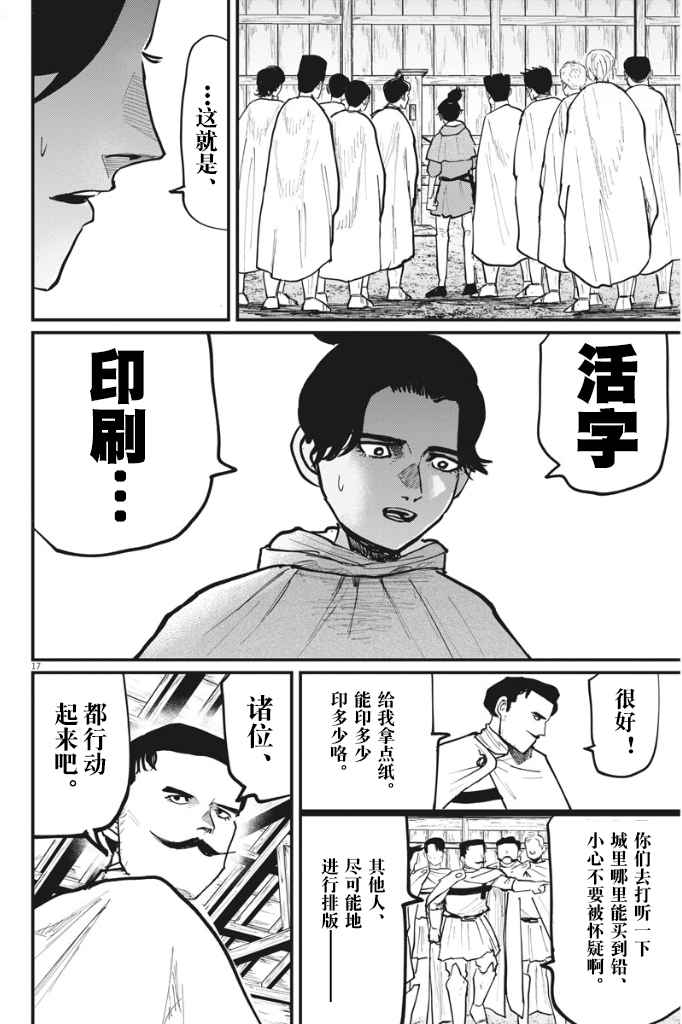 …这就是、
活字
印刷…
17
很好！
给我拿点纸。
能印多少
印多少咯。
你们去打听一下
城里哪里能买到铅、
小心不要被怀疑啊。
其他人、
尽可能地
进行排版——
诸位、
都行动
起来吧。